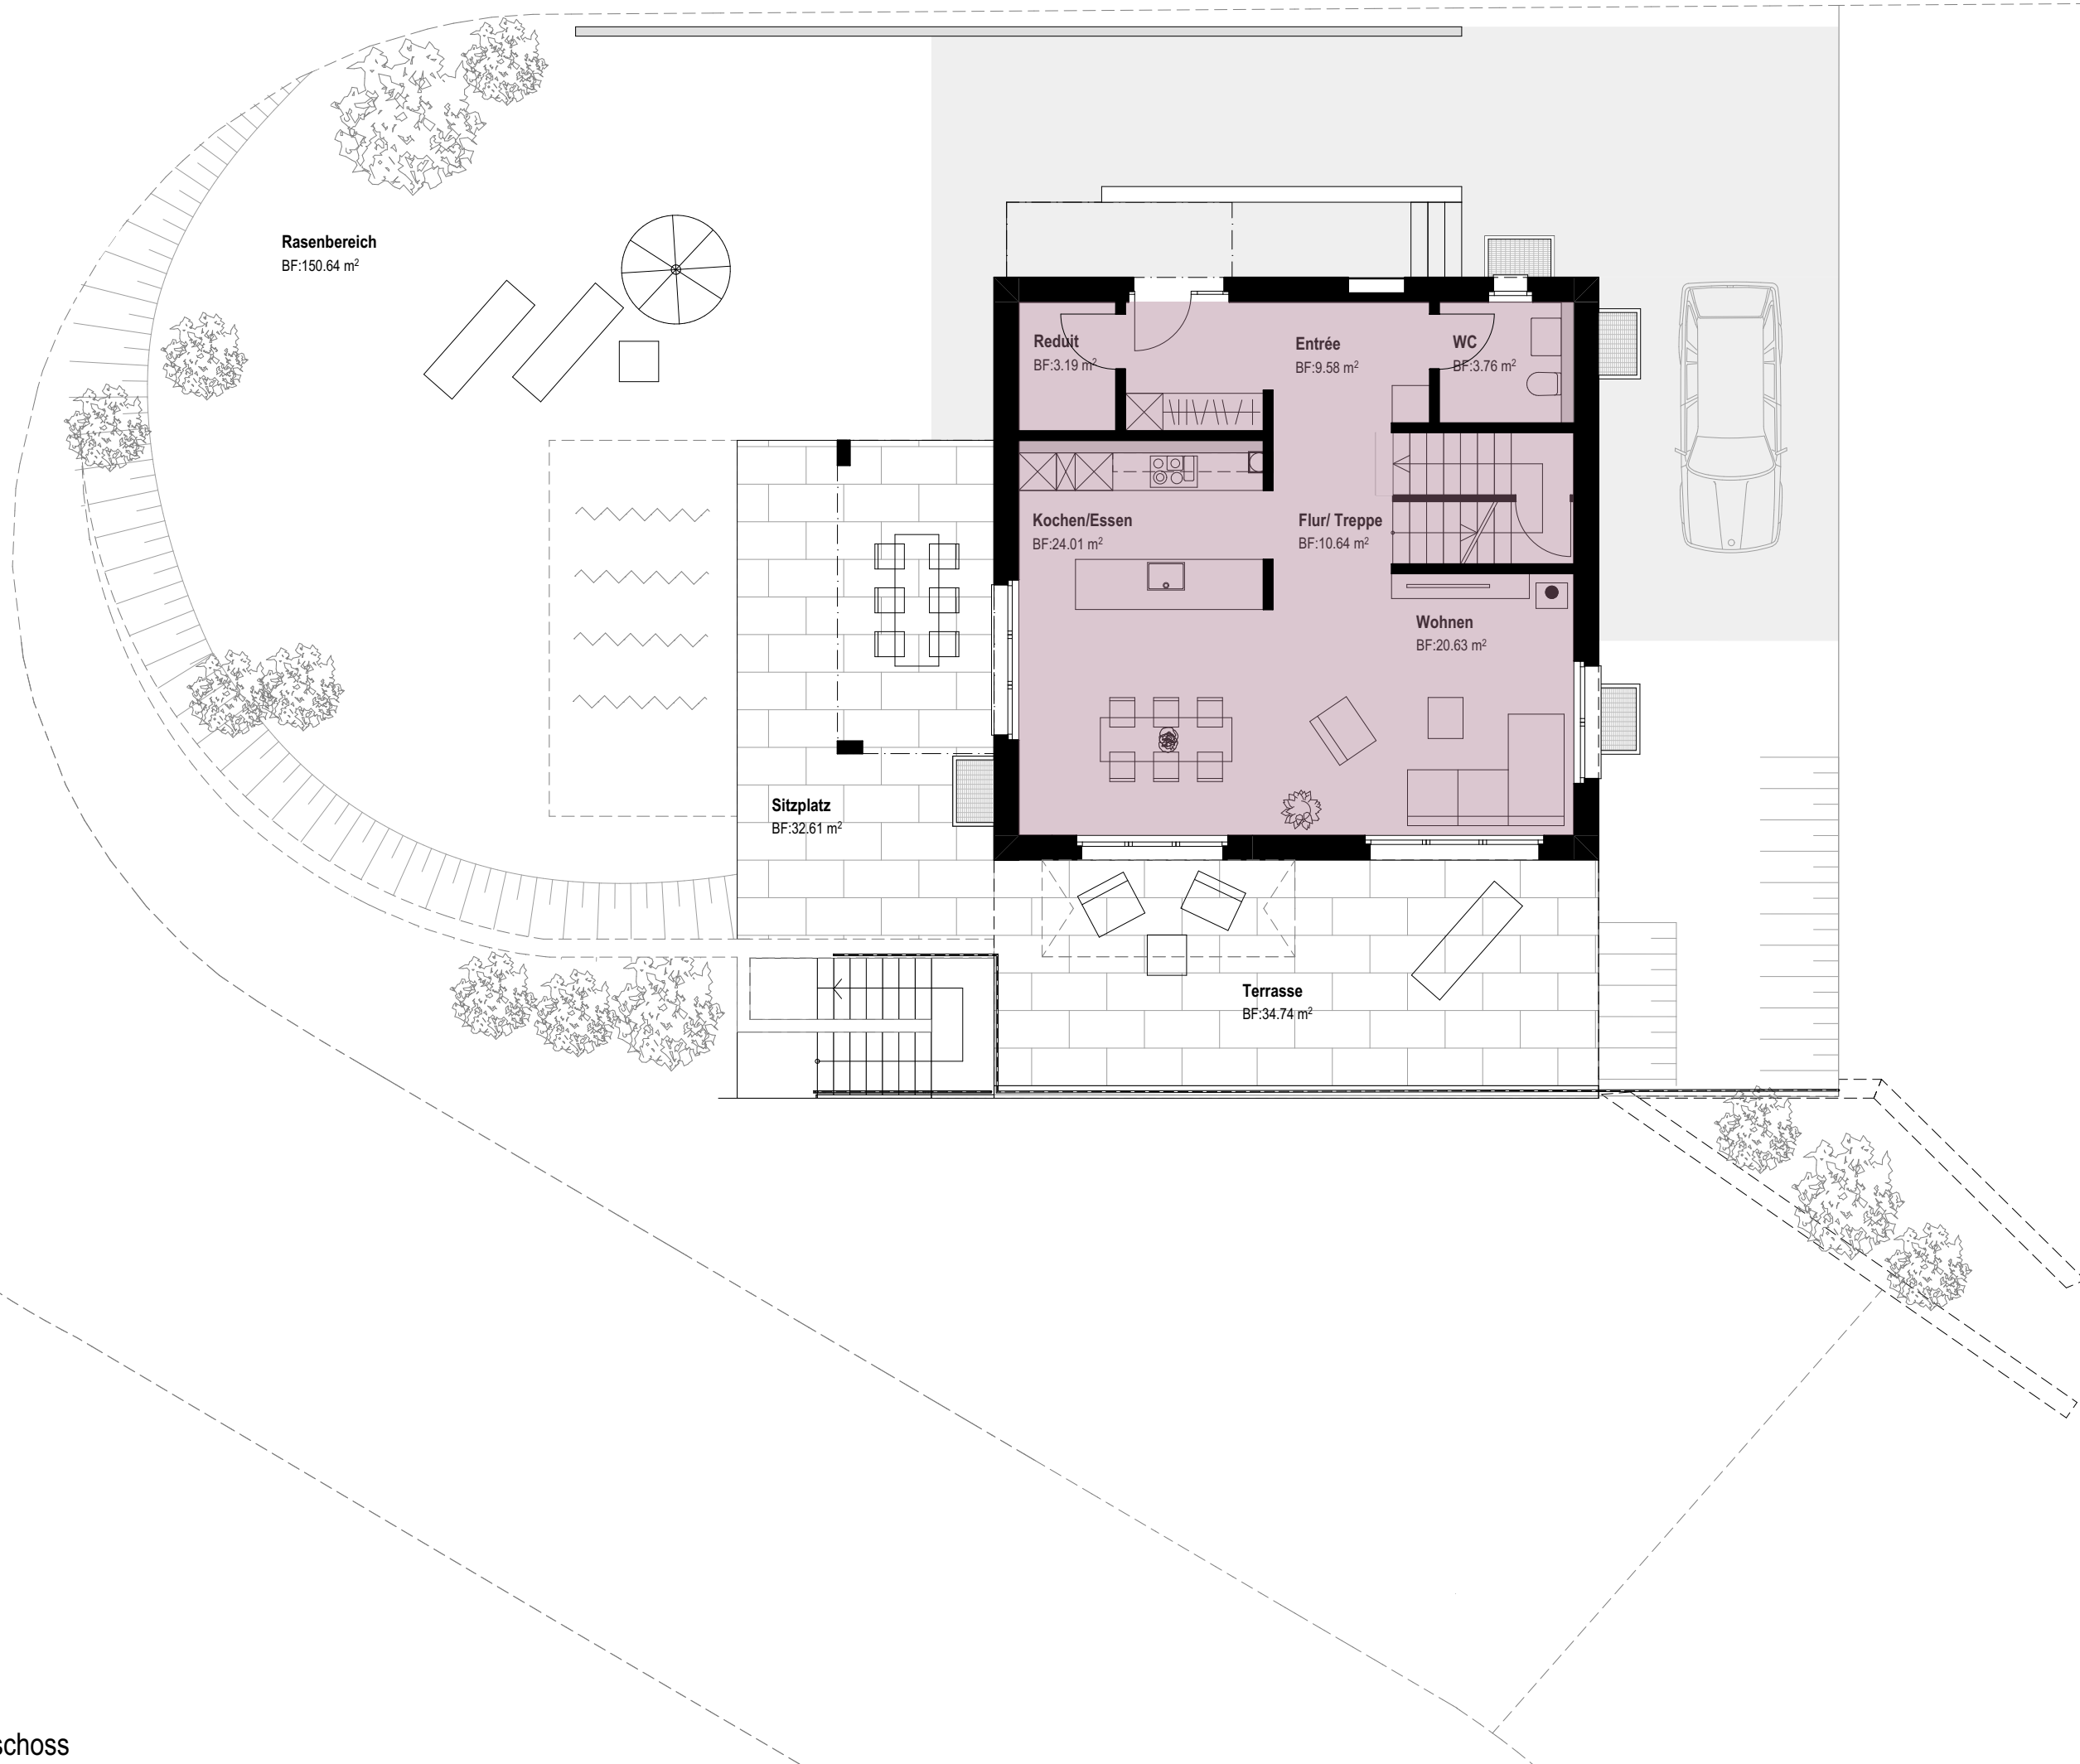 Rasenbereich
BF:150.64 m²
Reduit
BF:3.19 m²
Entrée
BF:9.58 m²
WC
BF:3.76 m²
Kochen/Essen
BF:24.01 m²
Flur/ Treppe
BF:10.64 m²
Wohnen
BF:20.63 m²
Sitzplatz
BF:32.61 m²
Terrasse
BF:34.74 m²
schoss